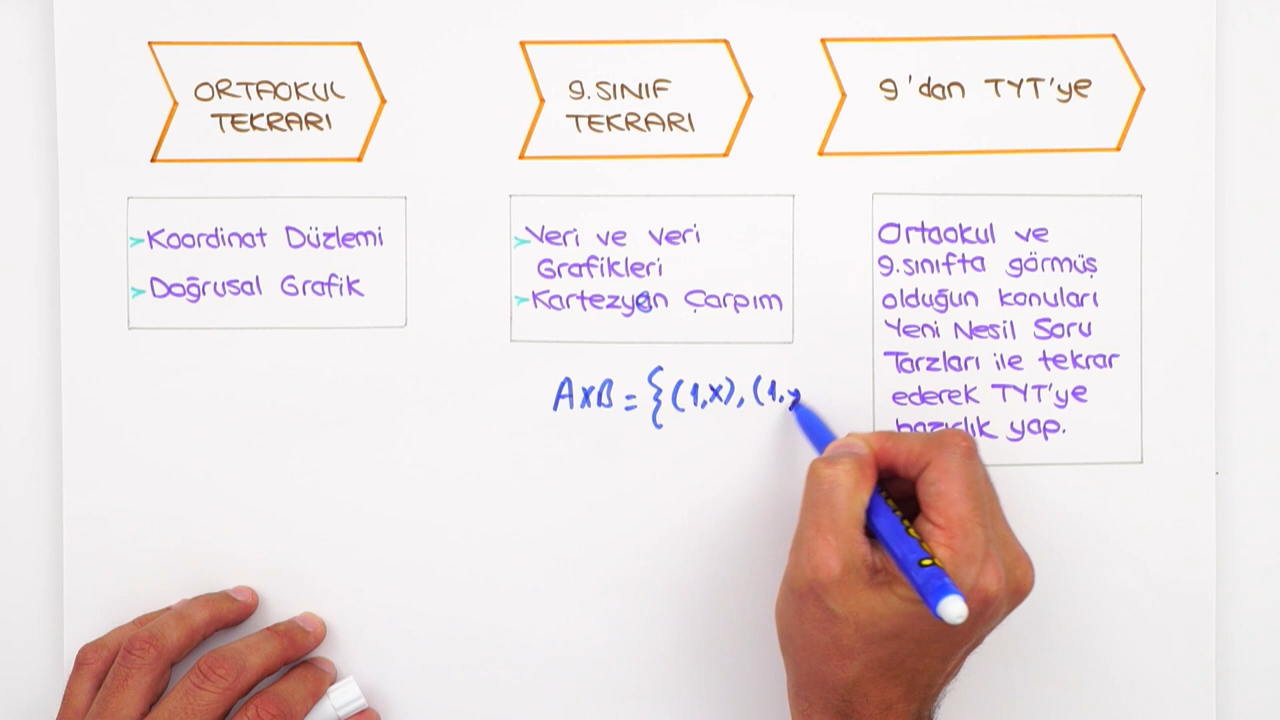 ORTAOKUL
TEKRARI
9.SINIF
TEKRARI
9'dan TYT'ye
>Koordinat Düzlemi
>Doğrusal Grafik
>Veri ve Veri
Grafikleri
>Kartezyen Çarpım
Ortaokul ve
9.sınıfta görmüş
olduğun konuları
Yeni Nesil Soru
Tarzları ile tekrar
ederek TYT'ye
hazırlık yap.
AxB = {(1,x), (1,y